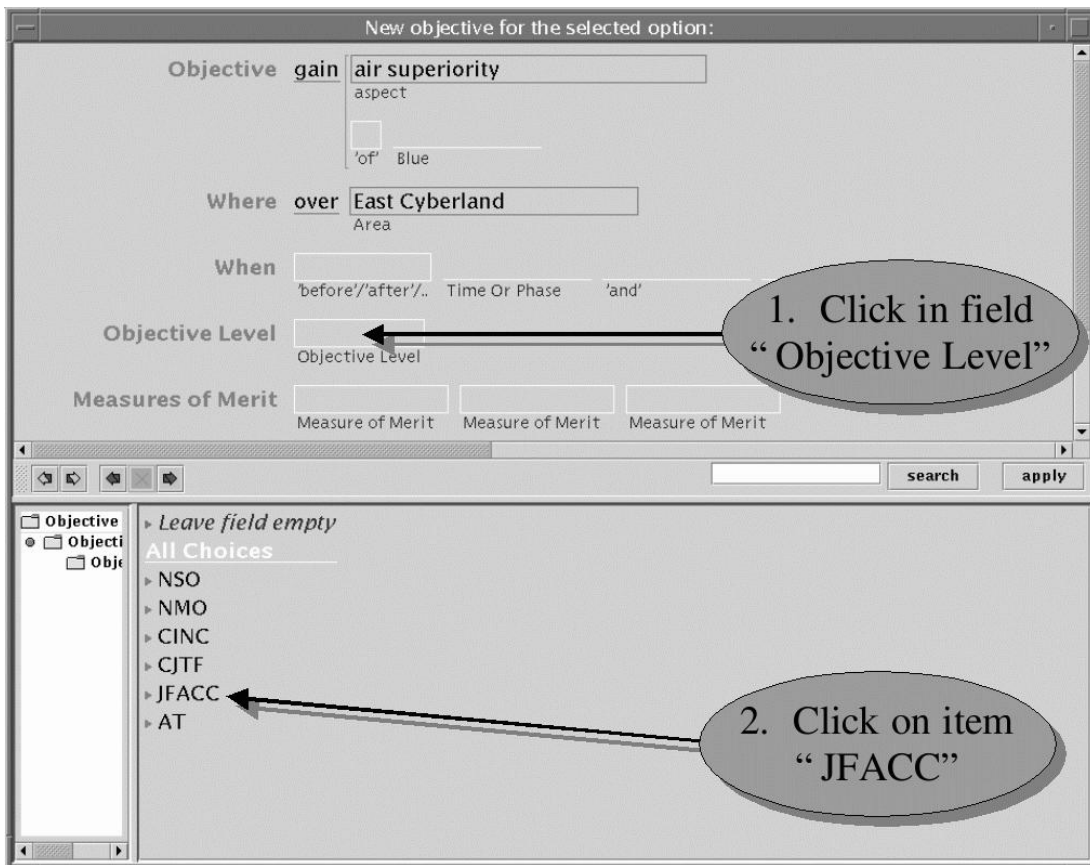 New objective for the selected option:
Objective gain air superiority
aspect
'of' Blue
Where over East Cyberland
Area
When
'before'/'after'/.. Time Or Phase 'and'
1. Click in field
“ Objective Level”
Objective Level
Objective Level
Measures of Merit
Measure of Merit Measure of Merit Measure of Merit
search apply
Objective
Objecti
Obje
Leave field empty
All Choices
NSO
NMO
CINC
CJTF
JFACC
AT
2. Click on item
“ JFACC”